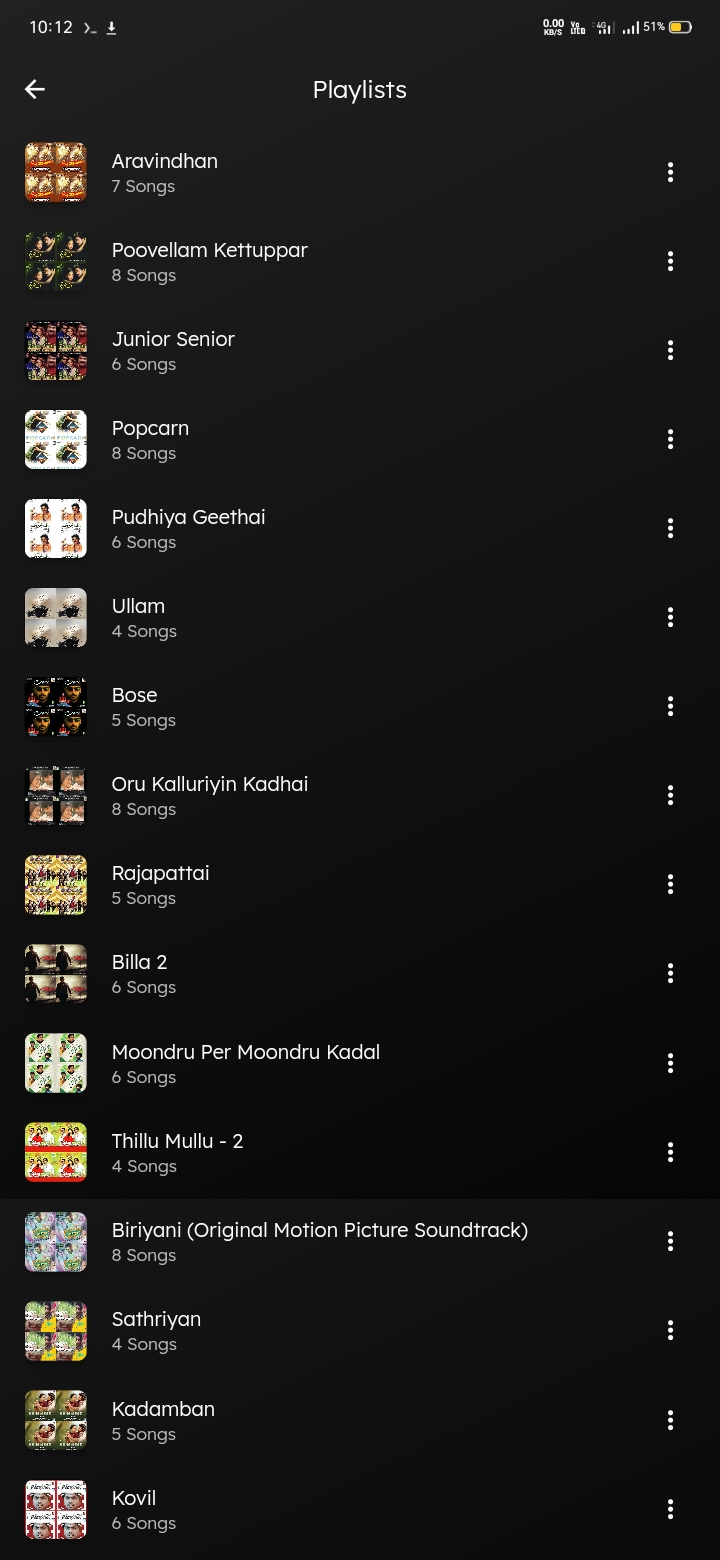 10:12
0.00 KB/S Vo LTE 4G 51%
Playlists
Aravindhan
7 Songs
Poovellam Kettuppar
8 Songs
Junior Senior
6 Songs
Popcarn
8 Songs
Pudhiya Geethai
6 Songs
Ullam
4 Songs
Bose
5 Songs
Oru Kalluriyin Kadhai
8 Songs
Rajapattai
5 Songs
Billa 2
6 Songs
Moondru Per Moondru Kadal
6 Songs
Thillu Mullu - 2
4 Songs
Biriyani (Original Motion Picture Soundtrack)
8 Songs
Sathriyan
4 Songs
Kadamban
5 Songs
Kovil
6 Songs